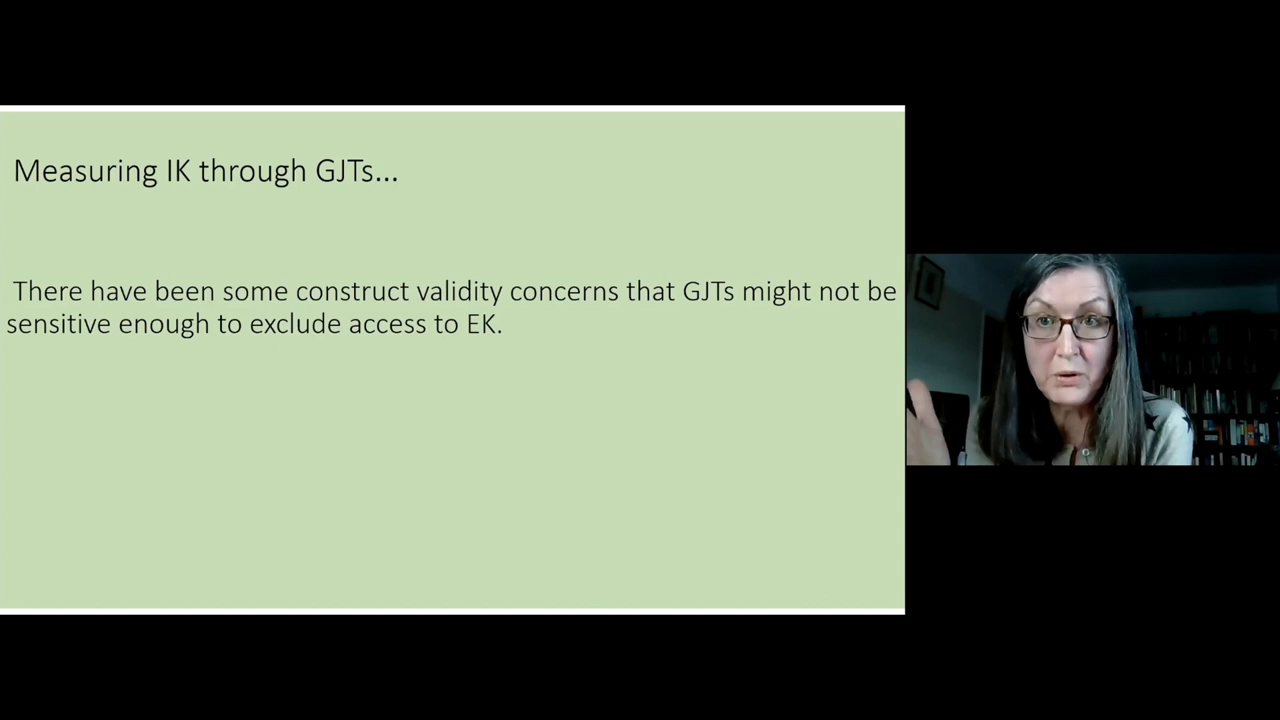 Measuring IK through GJTs...
There have been some construct validity concerns that GJTs might not be
sensitive enough to exclude access to EK.